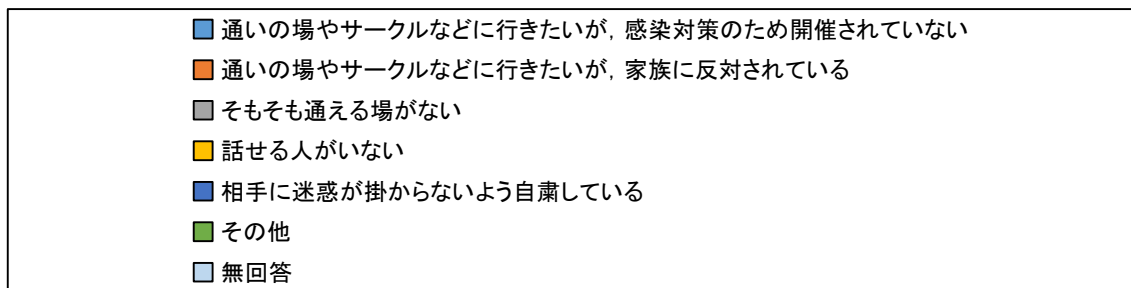 通いの場やサークルなどに行きたいが，感染対策のため開催されていない
通いの場やサークルなどに行きたいが，家族に反対されている
そもそも通える場がない
話せる人がいない
相手に迷惑が掛からないよう自粛している
その他
無回答